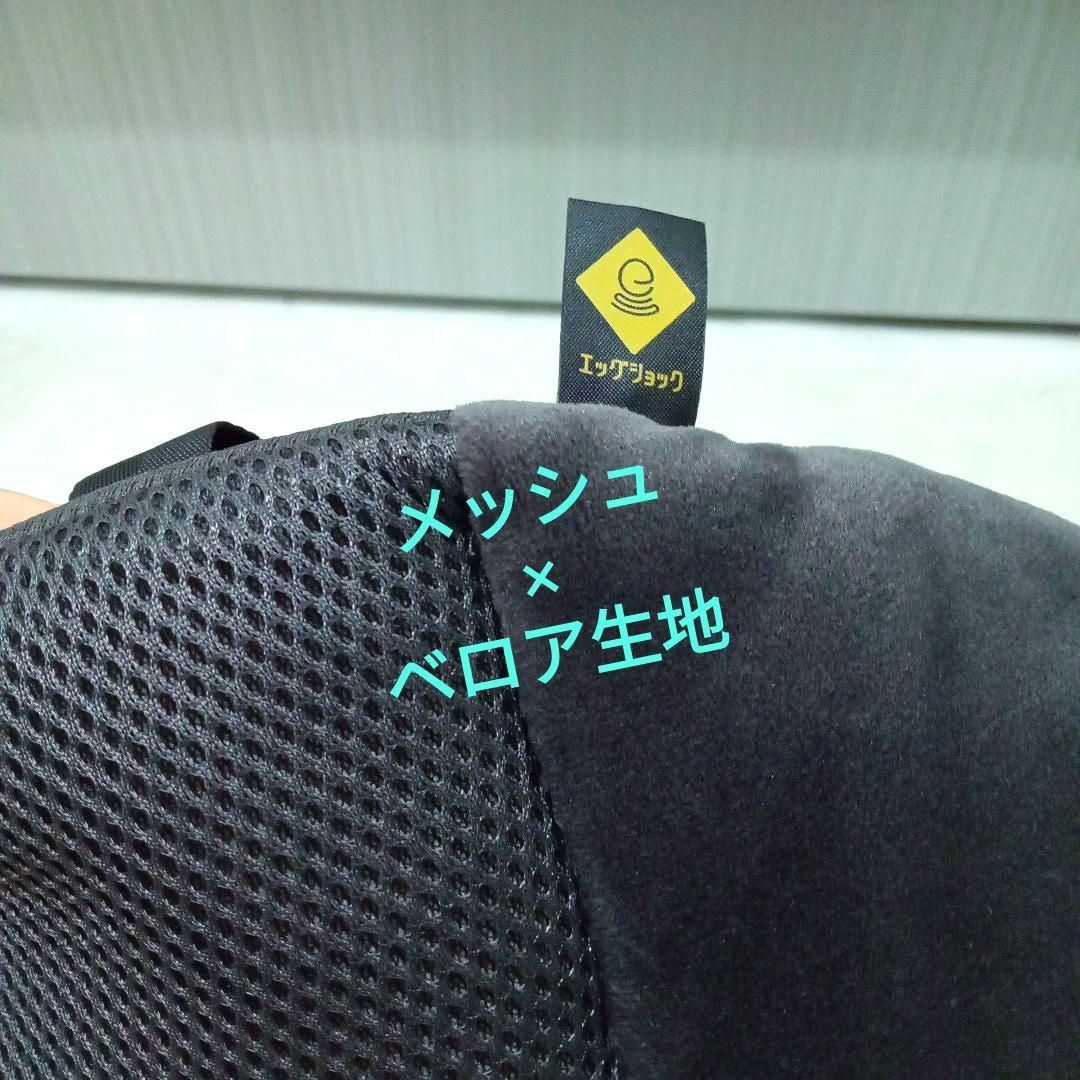 エッグショック
メッシュ
×
ベロア生地